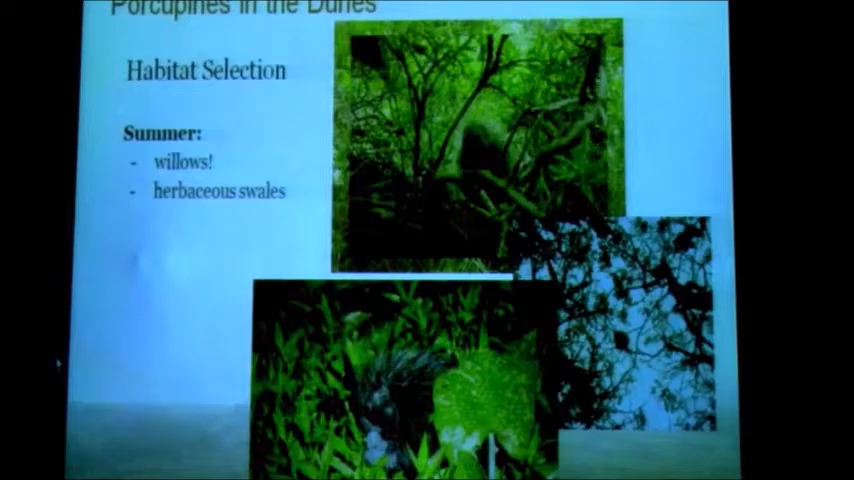 Porcupines in the Dunes
Habitat Selection
Summer:
- willows!
- herbaceous swales